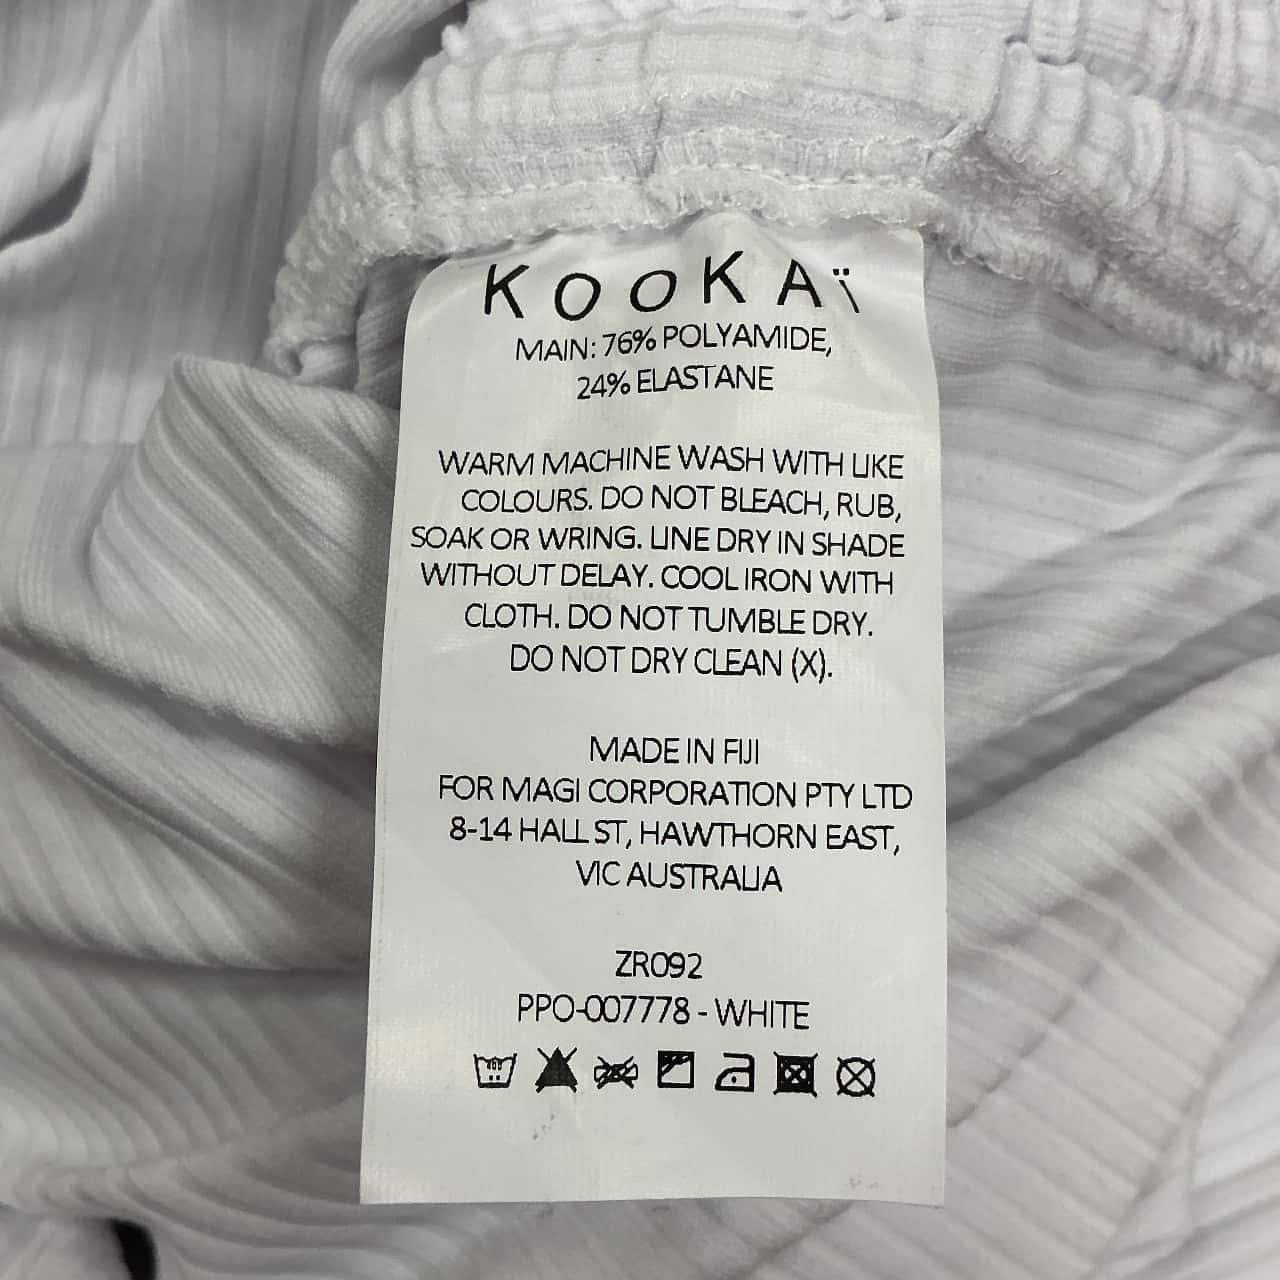 KOOKAÏ
MAIN: 76% POLYAMIDE,
24% ELASTANE
WARM MACHINE WASH WITH LIKE
COLOURS. DO NOT BLEACH, RUB,
SOAK OR WRING. LINE DRY IN SHADE
WITHOUT DELAY. COOL IRON WITH
CLOTH. DO NOT TUMBLE DRY.
DO NOT DRY CLEAN (X).
MADE IN FIJI
FOR MAGI CORPORATION PTY LTD
8-14 HALL ST, HAWTHORN EAST,
VIC AUSTRALIA
ZR092
PPO-007778 - WHITE